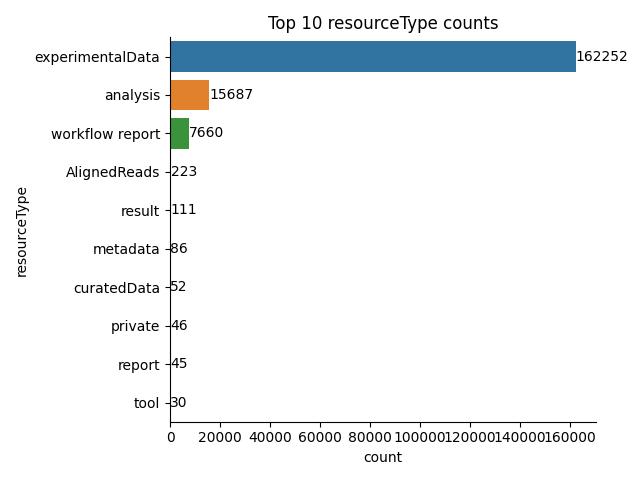 Top 10 resourceType counts
experimentalData 162252
analysis 15687
workflow report 7660
AlignedReads 223
result 111
metadata 86
curatedData 52
private 46
report 45
tool 30
resourceType
0 20000 40000 60000 80000 100000 120000 140000 160000
count